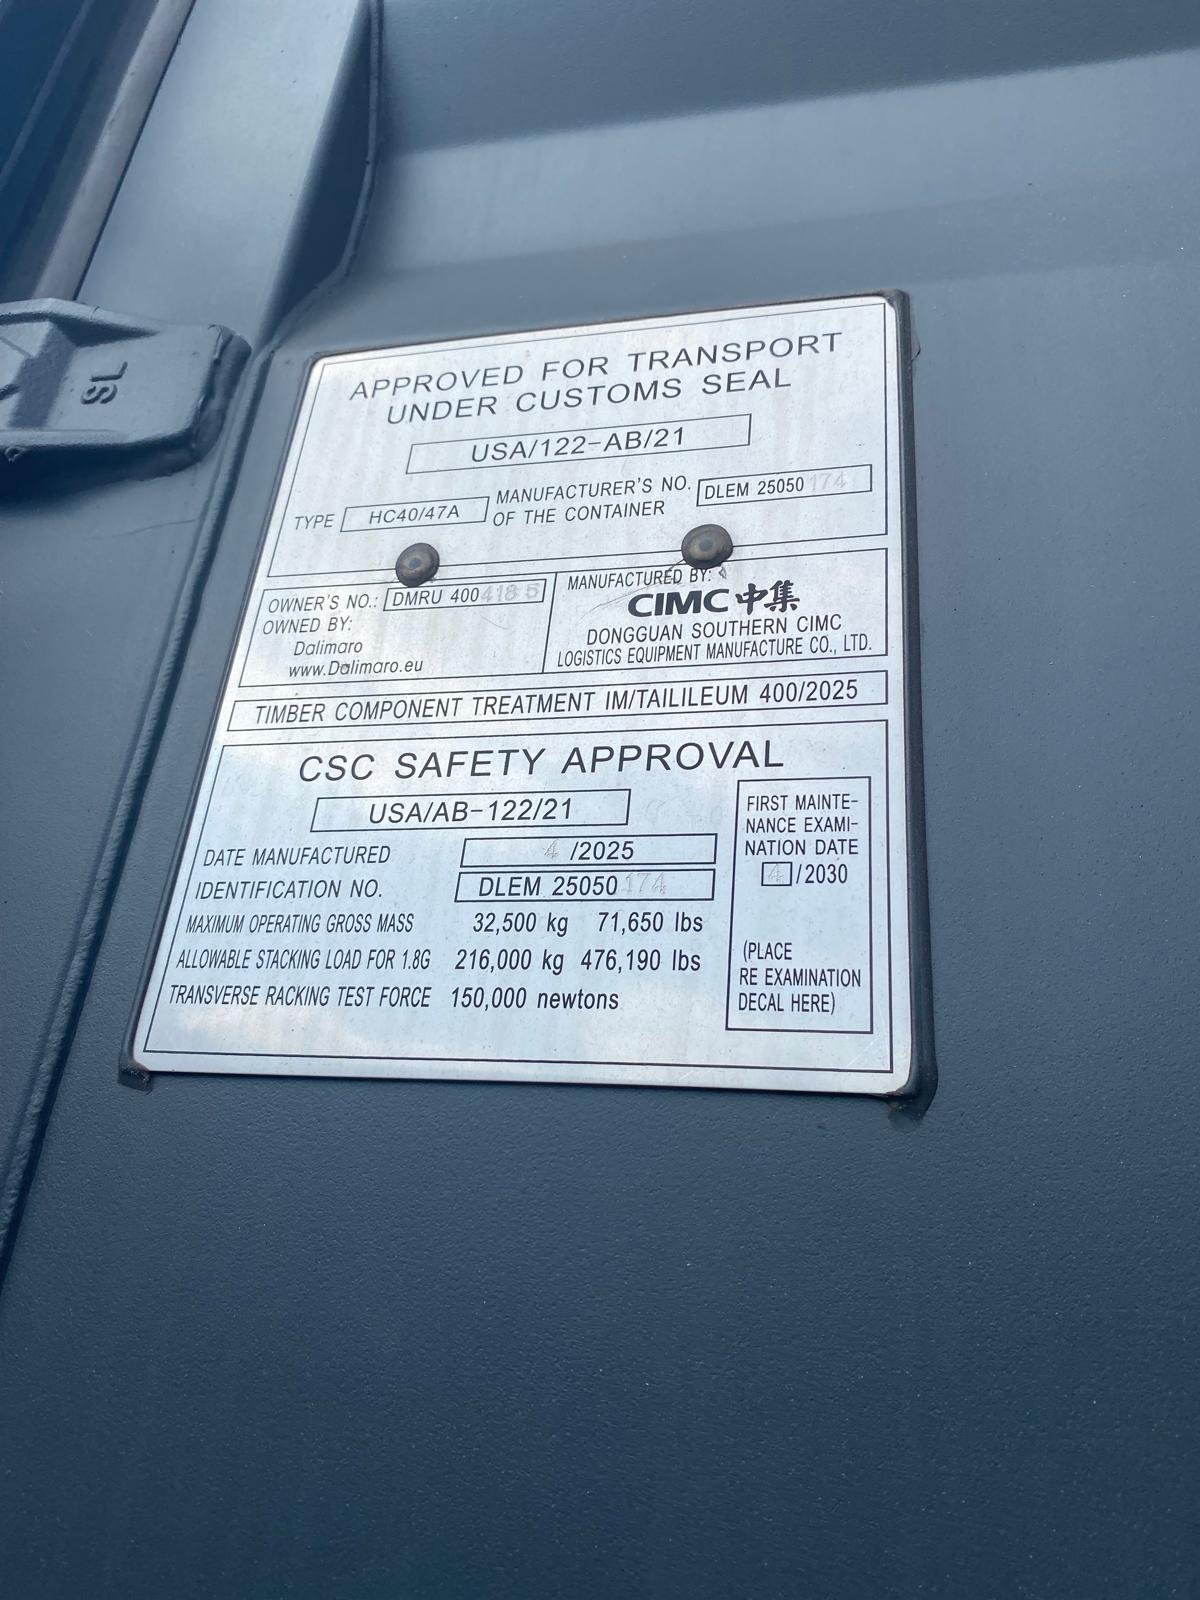 SL
APPROVED FOR TRANSPORT
UNDER CUSTOMS SEAL
USA/122-AB/21
TYPE HC40/47A MANUFACTURER'S NO. OF THE CONTAINER DLEM 25050174
OWNER'S NO.: DMRU 400418 5
OWNED BY:
Dalimaro
www.Dalimaro.eu
MANUFACTURED BY:
CIMC 中集
DONGGUAN SOUTHERN CIMC
LOGISTICS EQUIPMENT MANUFACTURE CO., LTD.
TIMBER COMPONENT TREATMENT IM/TAILILEUM 400/2025
CSC SAFETY APPROVAL
USA/AB-122/21
DATE MANUFACTURED 4 /2025
IDENTIFICATION NO. DLEM 25050174
MAXIMUM OPERATING GROSS MASS 32,500 kg 71,650 lbs
ALLOWABLE STACKING LOAD FOR 1.8G 216,000 kg 476,190 lbs
TRANSVERSE RACKING TEST FORCE 150,000 newtons
FIRST MAINTE-
NANCE EXAMI-
NATION DATE
4/2030
(PLACE
RE EXAMINATION
DECAL HERE)